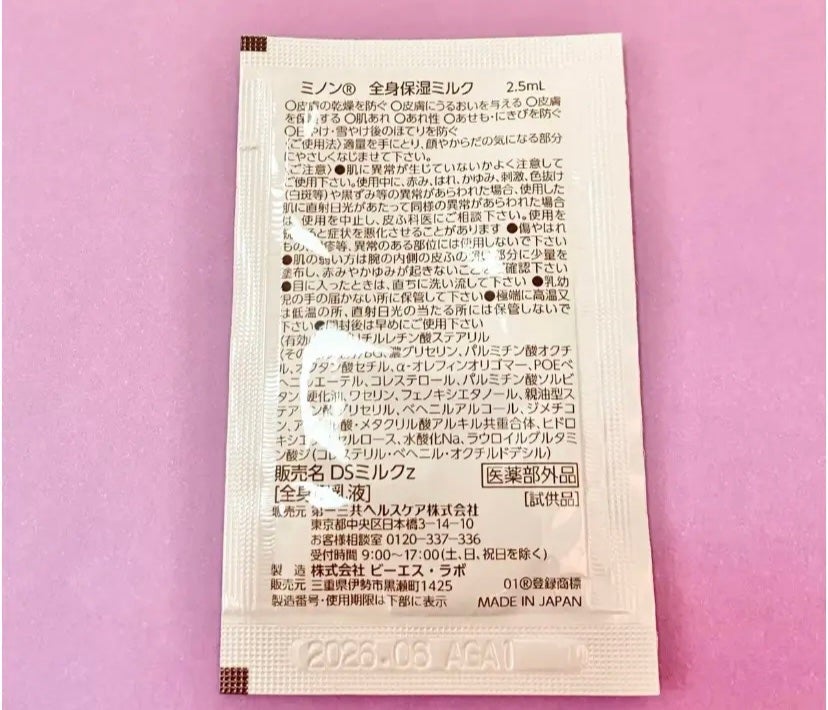 ミノン® 全身保湿ミルク 2.5mL
○皮膚の乾燥を防ぐ ○皮膚にうるおいを与える ○皮膚
を保護する ○肌あれ ○あれ性 ○あせも・にきびを防ぐ
○日やけ・雪やけ後のほてりを防ぐ
〈ご使用法〉適量を手にとり、顔やからだの気になる部分
にやさしくなじませて下さい。
〈ご注意〉●肌に異常が生じていないかよく注意して
ご使用下さい。使用中に、赤み、はれ、かゆみ、刺激、色抜け
(白斑等)や黒ずみ等の異常があらわれた場合、使用した
肌に直射日光があたって同様の異常があらわれた場合
は、使用を中止し、皮ふ科医にご相談下さい。使用を
と症状を悪化させることがあります ●傷やはれ
もの、湿疹等、異常のある部位には使用しないで下さい
●肌の弱い方は腕の内側の皮ふの 部分に少量を
塗布し、赤みやかゆみが起きないことを ご確認下さい
●目に入ったときは、直ちに洗い流して下さい ●乳幼
児の手の届かない所に保管して下さい●極端に高温又
は低温の所、直射日光の当たる所には保管しないで
下さい●開封後は早めにご使用下さい
(有効 チルレチン酸ステアリル
(その BG、濃グリセリン、パルミチン酸オクチ
ル、オクタン酸セチル、α-オレフィンオリゴマー、POEベ
ヘニルエーテル、コレステロール、パルミチン酸ソルビ
タン、硬化油、ワセリン、フェノキシエタノール、親油型ス
テアリン酸グリセリル、ベヘニルアルコール、ジメチコ
ン、アクリル酸・メタクリル酸アルキル共重合体、ヒドロ
キシエ セルロース、水酸化Na、ラウロイルグルタミ
ン酸ジ(コレステリル・ベヘニル・オクチルドデシル)
販売名 DSミルクz 医薬部外品
[全身用乳液] [試供品]
販売元 第一三共ヘルスケア株式会社
東京都中央区日本橋3-14-10
お客様相談室 0120-337-336
受付時間 9:00～17:00(土、日、祝日を除く)
製造 株式会社 ピーエス・ラボ
販売元 三重県伊勢市黒瀬町1425 01®登録商標
製造番号・使用期限は下部に表示 MADE IN JAPAN
2026.06 AGA1